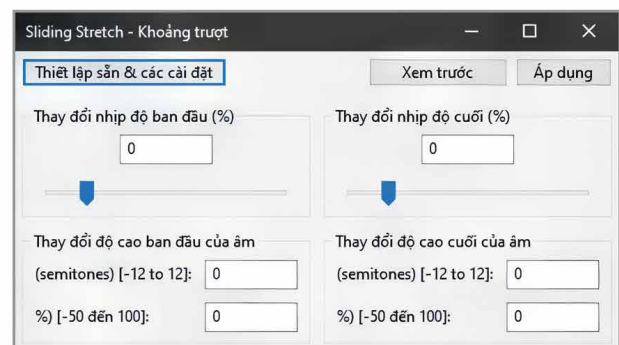 Sliding Stretch - Khoảng trượt
Thiết lập sẵn & các cài đặt
Xem trước
Áp dụng
Thay đổi nhịp độ ban đầu (%)
Thay đổi nhịp độ cuối (%)
0
0
Thay đổi độ cao ban đầu của âm
Thay đổi độ cao cuối của âm
(semitones) [-12 to 12]: 0
(semitones) [-12 to 12]: 0
%) [-50 đến 100]: 0
%) [-50 đến 100]: 0